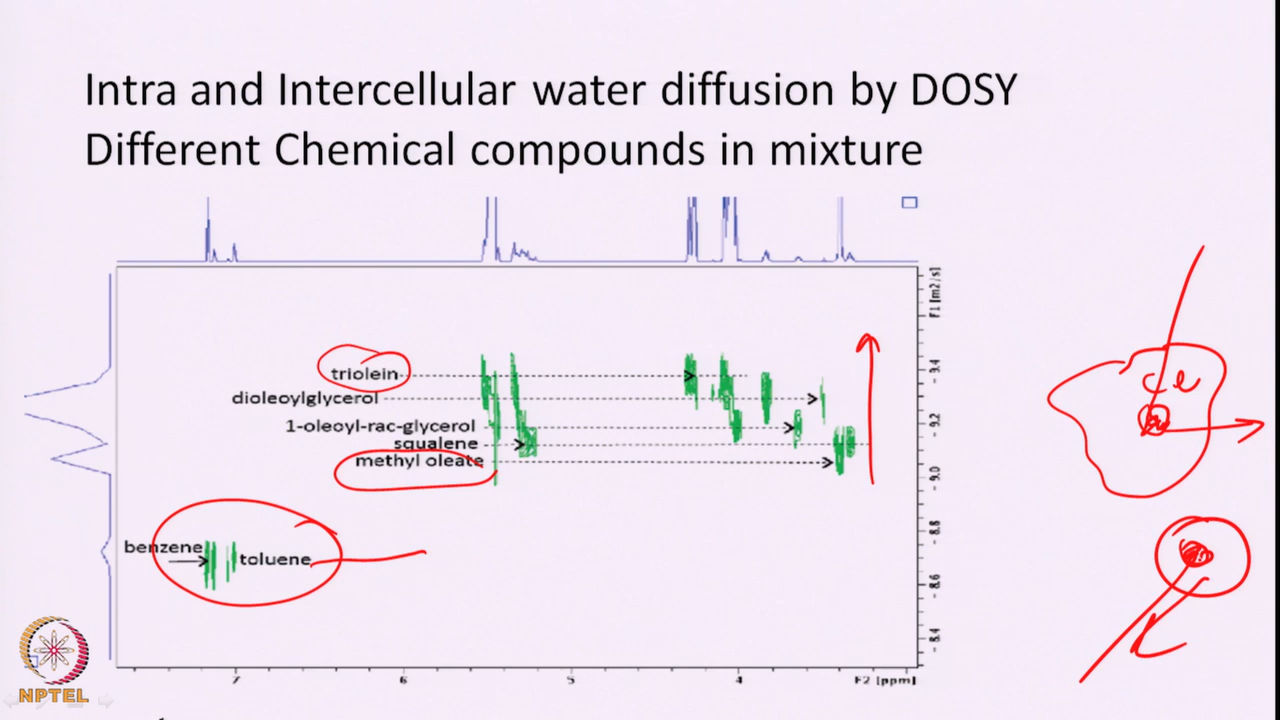 Intra and Intercellular water diffusion by DOSY
Different Chemical compounds in mixture
F1 [m2/s]
triolein
- 9.4
dioleoylglycerol
1-oleoyl-rac-glycerol
- 9.2
squalene
methyl oleate
- 9.0
- 8.8
benzene
toluene
- 8.6
- 8.4
7 6 5 4 F2 [ppm]
NPTEL